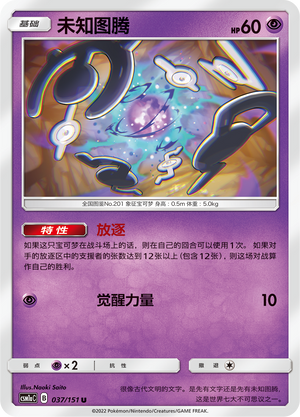 基础 未知图腾 HP60
全国图鉴No.201 象征宝可梦 身高：0.5m 体重：5.0kg
特性 放逐
如果这只宝可梦在战斗场上的话，则在自己的回合可以使用1次。如果对
手的放逐区中的支援者的张数达到12张以上（包含12张），则这场对战算
作自己的胜利。
觉醒力量 10
弱点 ×2 抵抗力 撤退
Illus.Naoki Saito
CSM1aC 037/151 U
很像古代文明的文字。是先有文字还是先有未知图腾，
这是世界七大不可思议之一。
©2022 Pokémon/Nintendo/Creatures/GAME FREAK.